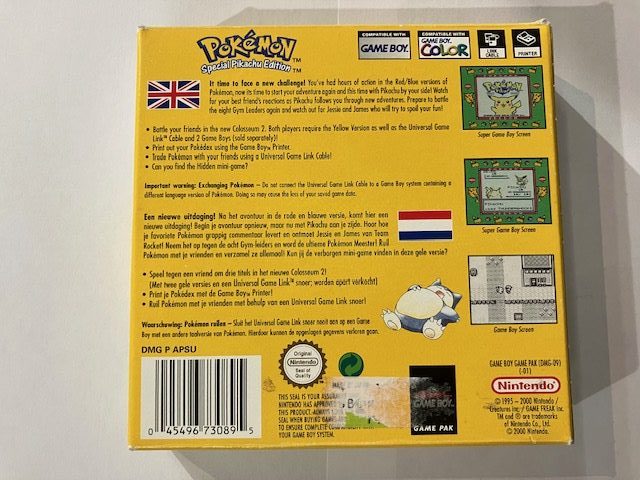 POKéMON™
Special Pikachu Edition™
COMPATIBLE WITH
GAME BOY
COMPATIBLE WITH
GAME BOY COLOR
LINK CABLE
PRINTER
It time to face a new challenge! You've had hours of action in the Red/Blue versions of
Pokémon, now its time to start your adventure again and this time with Pikachu by your side! Watch
for your best friend's reactions as Pikachu follows you through new adventures. Prepare to battle
the eight Gym Leaders again and watch out for Jessie and James who will try to spoil your fun!
• Battle your friends in the new Colosseum 2. Both players require the Yellow Version as well as the Universal Game
Link™ Cable and 2 Game Boys (sold separately)!
• Print out your Pokédex using the Game Boy™ Printer.
• Trade Pokémon with your friends using a Universal Game Link Cable!
• Can you find the Hidden mini-game?
Important warning: Exchanging Pokémon – Do not connect the Universal Game Link Cable to a Game Boy system containing a
different language version of Pokémon. Doing so may cause the loss of your saved game data.
Super Game Boy Screen
Een nieuwe uitdaging! Na het avontuur in de rode en blauwe versie, komt hier een
nieuwe uitdaging! Begin je avontuur opnieuw, maar nu met Pikachu aan je zijde. Hoor hoe
je favoriete Pokémon grappig commentaar levert en ontmoet Jessie en James van Team
Rocket! Neem het op tegen de acht Gym-leiders en word de ultieme Pokémon Meester! Ruil
Pokémon met je vrienden en verzamel ze allemaal! Kun jij de verborgen mini-game vinden in deze gele versie?
Super Game Boy Screen
• Speel tegen een vriend om drie titels in het nieuwe Colosseum 2!
(Met twee gele versies en een Universal Game Link™ snoer; worden apart verkocht)
• Print je Pokédex met de Game Boy™ Printer!
• Ruil Pokémon met je vrienden met behulp van een Universal Game Link snoer!
Waarschuwing: Pokémon ruilen – Sluit het Universal Game Link snoer nooit aan op een Game
Boy met een andere taalversie van Pokémon. Hierdoor kunnen de opgeslagen gegevens verloren gaan.
Game Boy Screen
DMG P APSU
0 45496 73089 5
Original
Nintendo
Seal of
Quality
THIS SEAL IS YOUR ASSURA
NINTENDO HAS APPROVED
THIS PRODUCT. ALWAYS
SEAL WHEN BUYING GAMES
TO ENSURE COMPLETE
YOUR GAME BOY SYSTEM.
GAME BOY
GAME PAK
GAME BOY GAME PAK (DMG-09)
(-01)
Nintendo
© 1995 – 2000 Nintendo /
Creatures inc./ GAME FREAK inc.
TM and ® are trademarks
of Nintendo Co., Ltd.
© 2000 Nintendo.